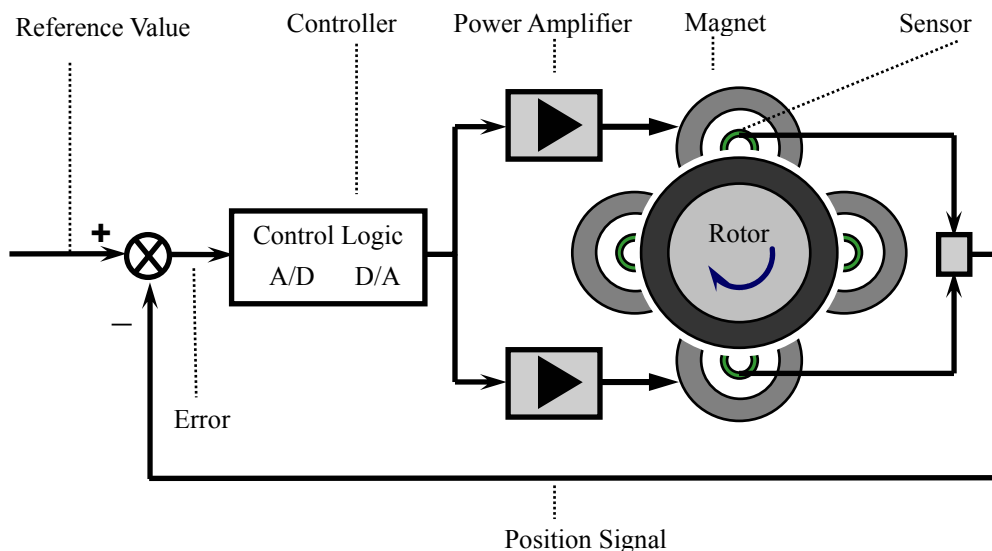 Reference Value
Controller
Power Amplifier
Magnet
Sensor
+
Control Logic
A/D D/A
Rotor
–
Error
Position Signal